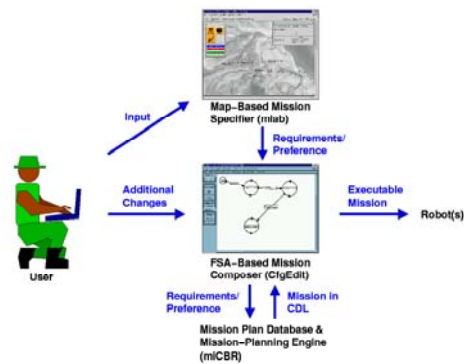 Map-Based Mission
Specifier (mlab)
Input
Requirements/
Preference
Additional
Changes
Executable
Mission
Robot(s)
User
FSA-Based Mission
Composer (CfgEdit)
Requirements/
Preference
Mission in
CDL
Mission Plan Database &
Mission-Planning Engine
(miCBR)